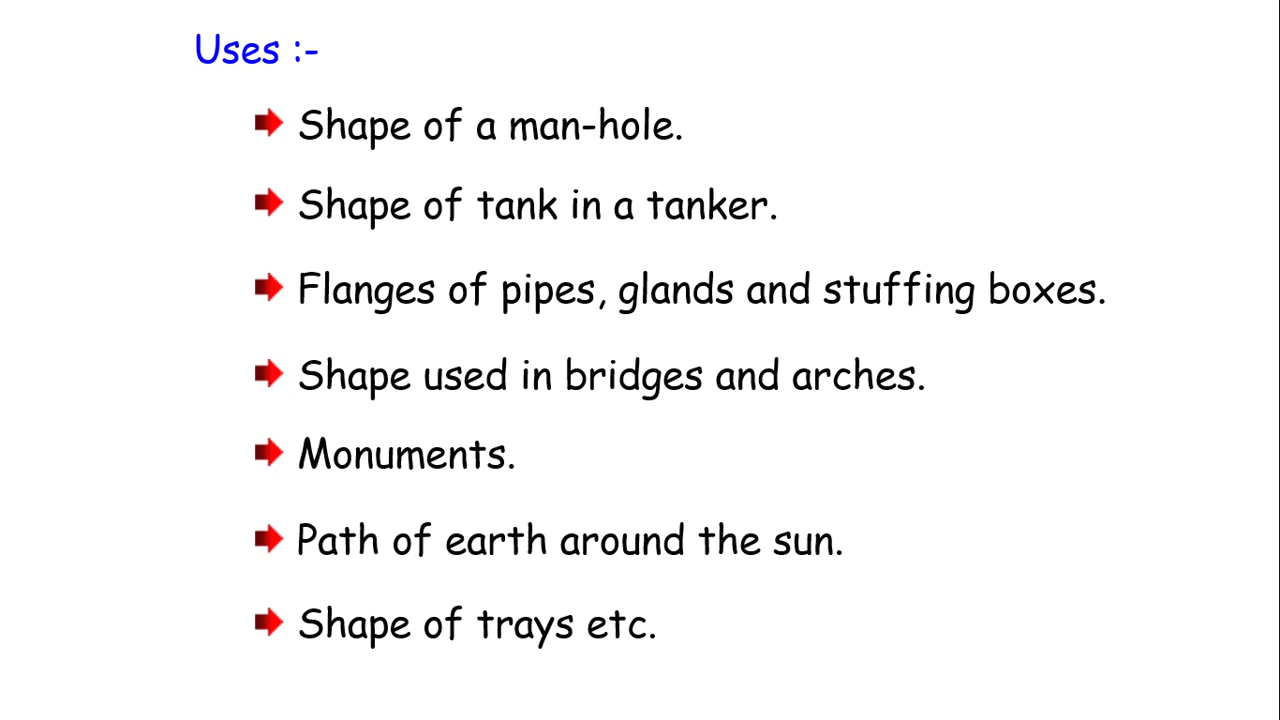 Uses :-
Shape of a man-hole.
Shape of tank in a tanker.
Flanges of pipes, glands and stuffing boxes.
Shape used in bridges and arches.
Monuments.
Path of earth around the sun.
Shape of trays etc.